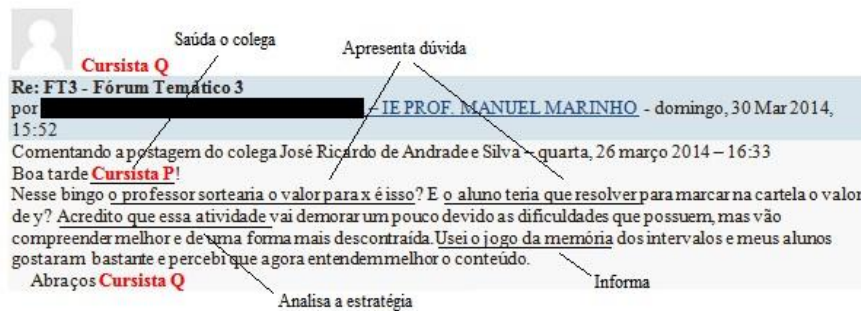 Saúda o colega
Apresenta dúvida
Cursista Q
Re: FT3 - Fórum Temático 3
por – IE PROF. MANUEL MARINHO - domingo, 30 Mar 2014,
15:52
Comentando a postagem do colega José Ricardo de Andrade e Silva – quarta, 26 março 2014 – 16:33
Boa tarde Cursista P!
Nesse bingo o professor sortearia o valor para x é isso? E o aluno teria que resolver para marcar na cartela o valor
de y? Acredito que essa atividade vai demorar um pouco devido as dificuldades que possuem, mas vão
compreender melhor e de uma forma mais descontraída. Usei o jogo da memória dos intervalos e meus alunos
gostaram bastante e percebi que agora entendem melhor o conteúdo.
Abraços Cursista Q
Informa
Analisa a estratégia